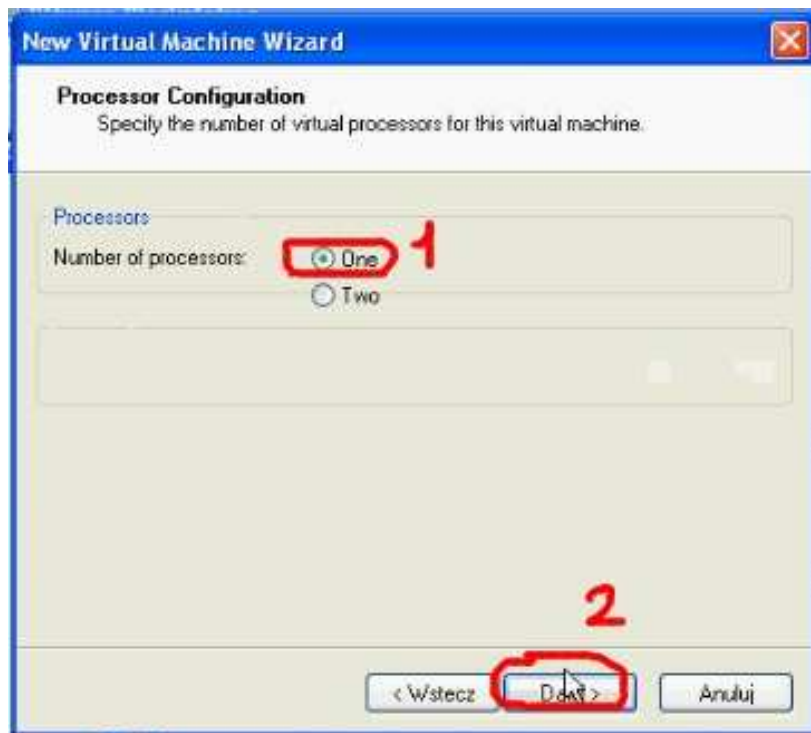 New Virtual Machine Wizard
Processor Configuration
Specify the number of virtual processors for this virtual machine.
Processors
Number of processors: One 1
Two
2
< Wstecz
Anuluj